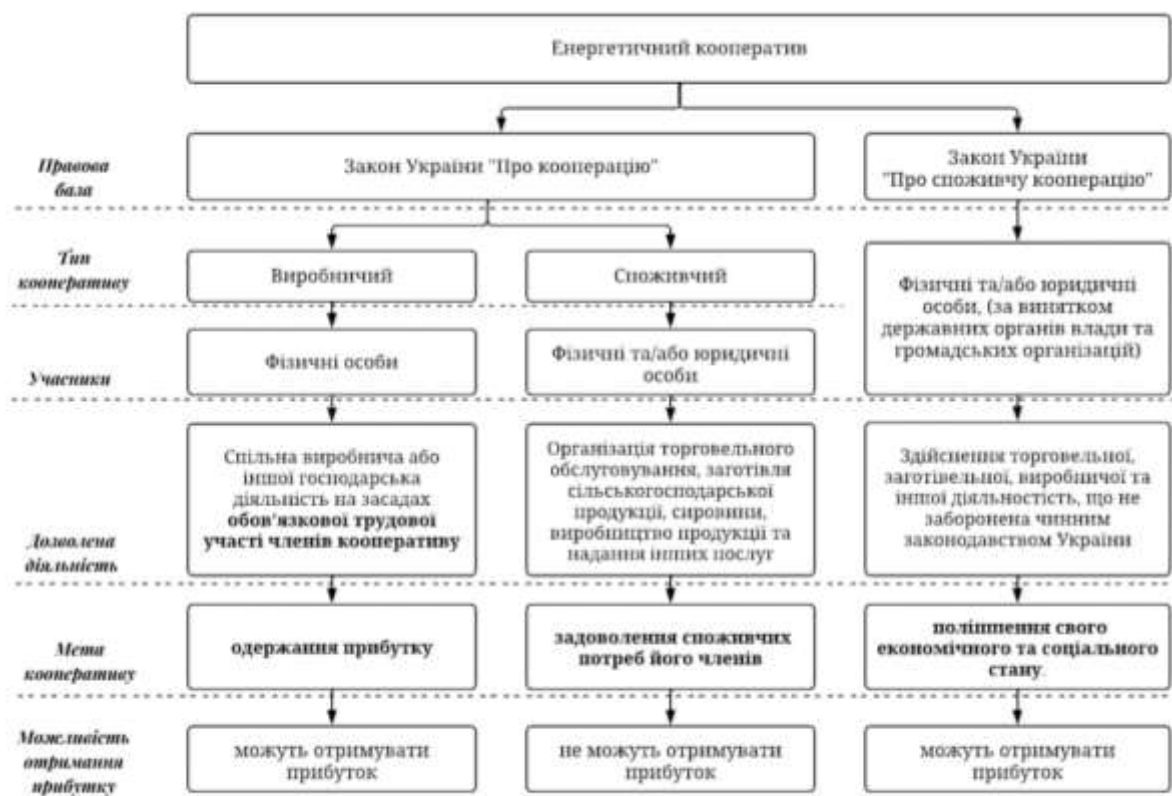 Енергетичний кооператив
Правова
база
Закон України "Про кооперацію"
Закон України
"Про споживчу кооперацію"
Тип
кооперативу
Виробничий
Споживчий
Фізичні та/або юридичні
особи, (за винятком
державних органів влади та
громадських організацій)
Учасники
Фізичні особи
Фізичні та/або юридичні
особи
Дозволена
діяльність
Спільна виробнича або
іншої господарська
діяльність на засадах
обов'язкової трудової
участі членів кооперативу
Організація торговельного
обслуговування, заготівля
сільськогосподарської
продукції, сировини,
виробництво продукції та
надання інших послуг
Здійснення торговельної,
заготівельної, виробничої та
іншої діяльностість, що не
заборонена чинним
законодавством України
Мета
кооперативу
одержання прибутку
задоволення споживчих
потреб його членів
поліпшення свого
економічного та соціального
стану.
Можливість
отримання
прибутку
можуть отримувати
прибуток
не можуть отримувати
прибуток
можуть отримувати
прибуток